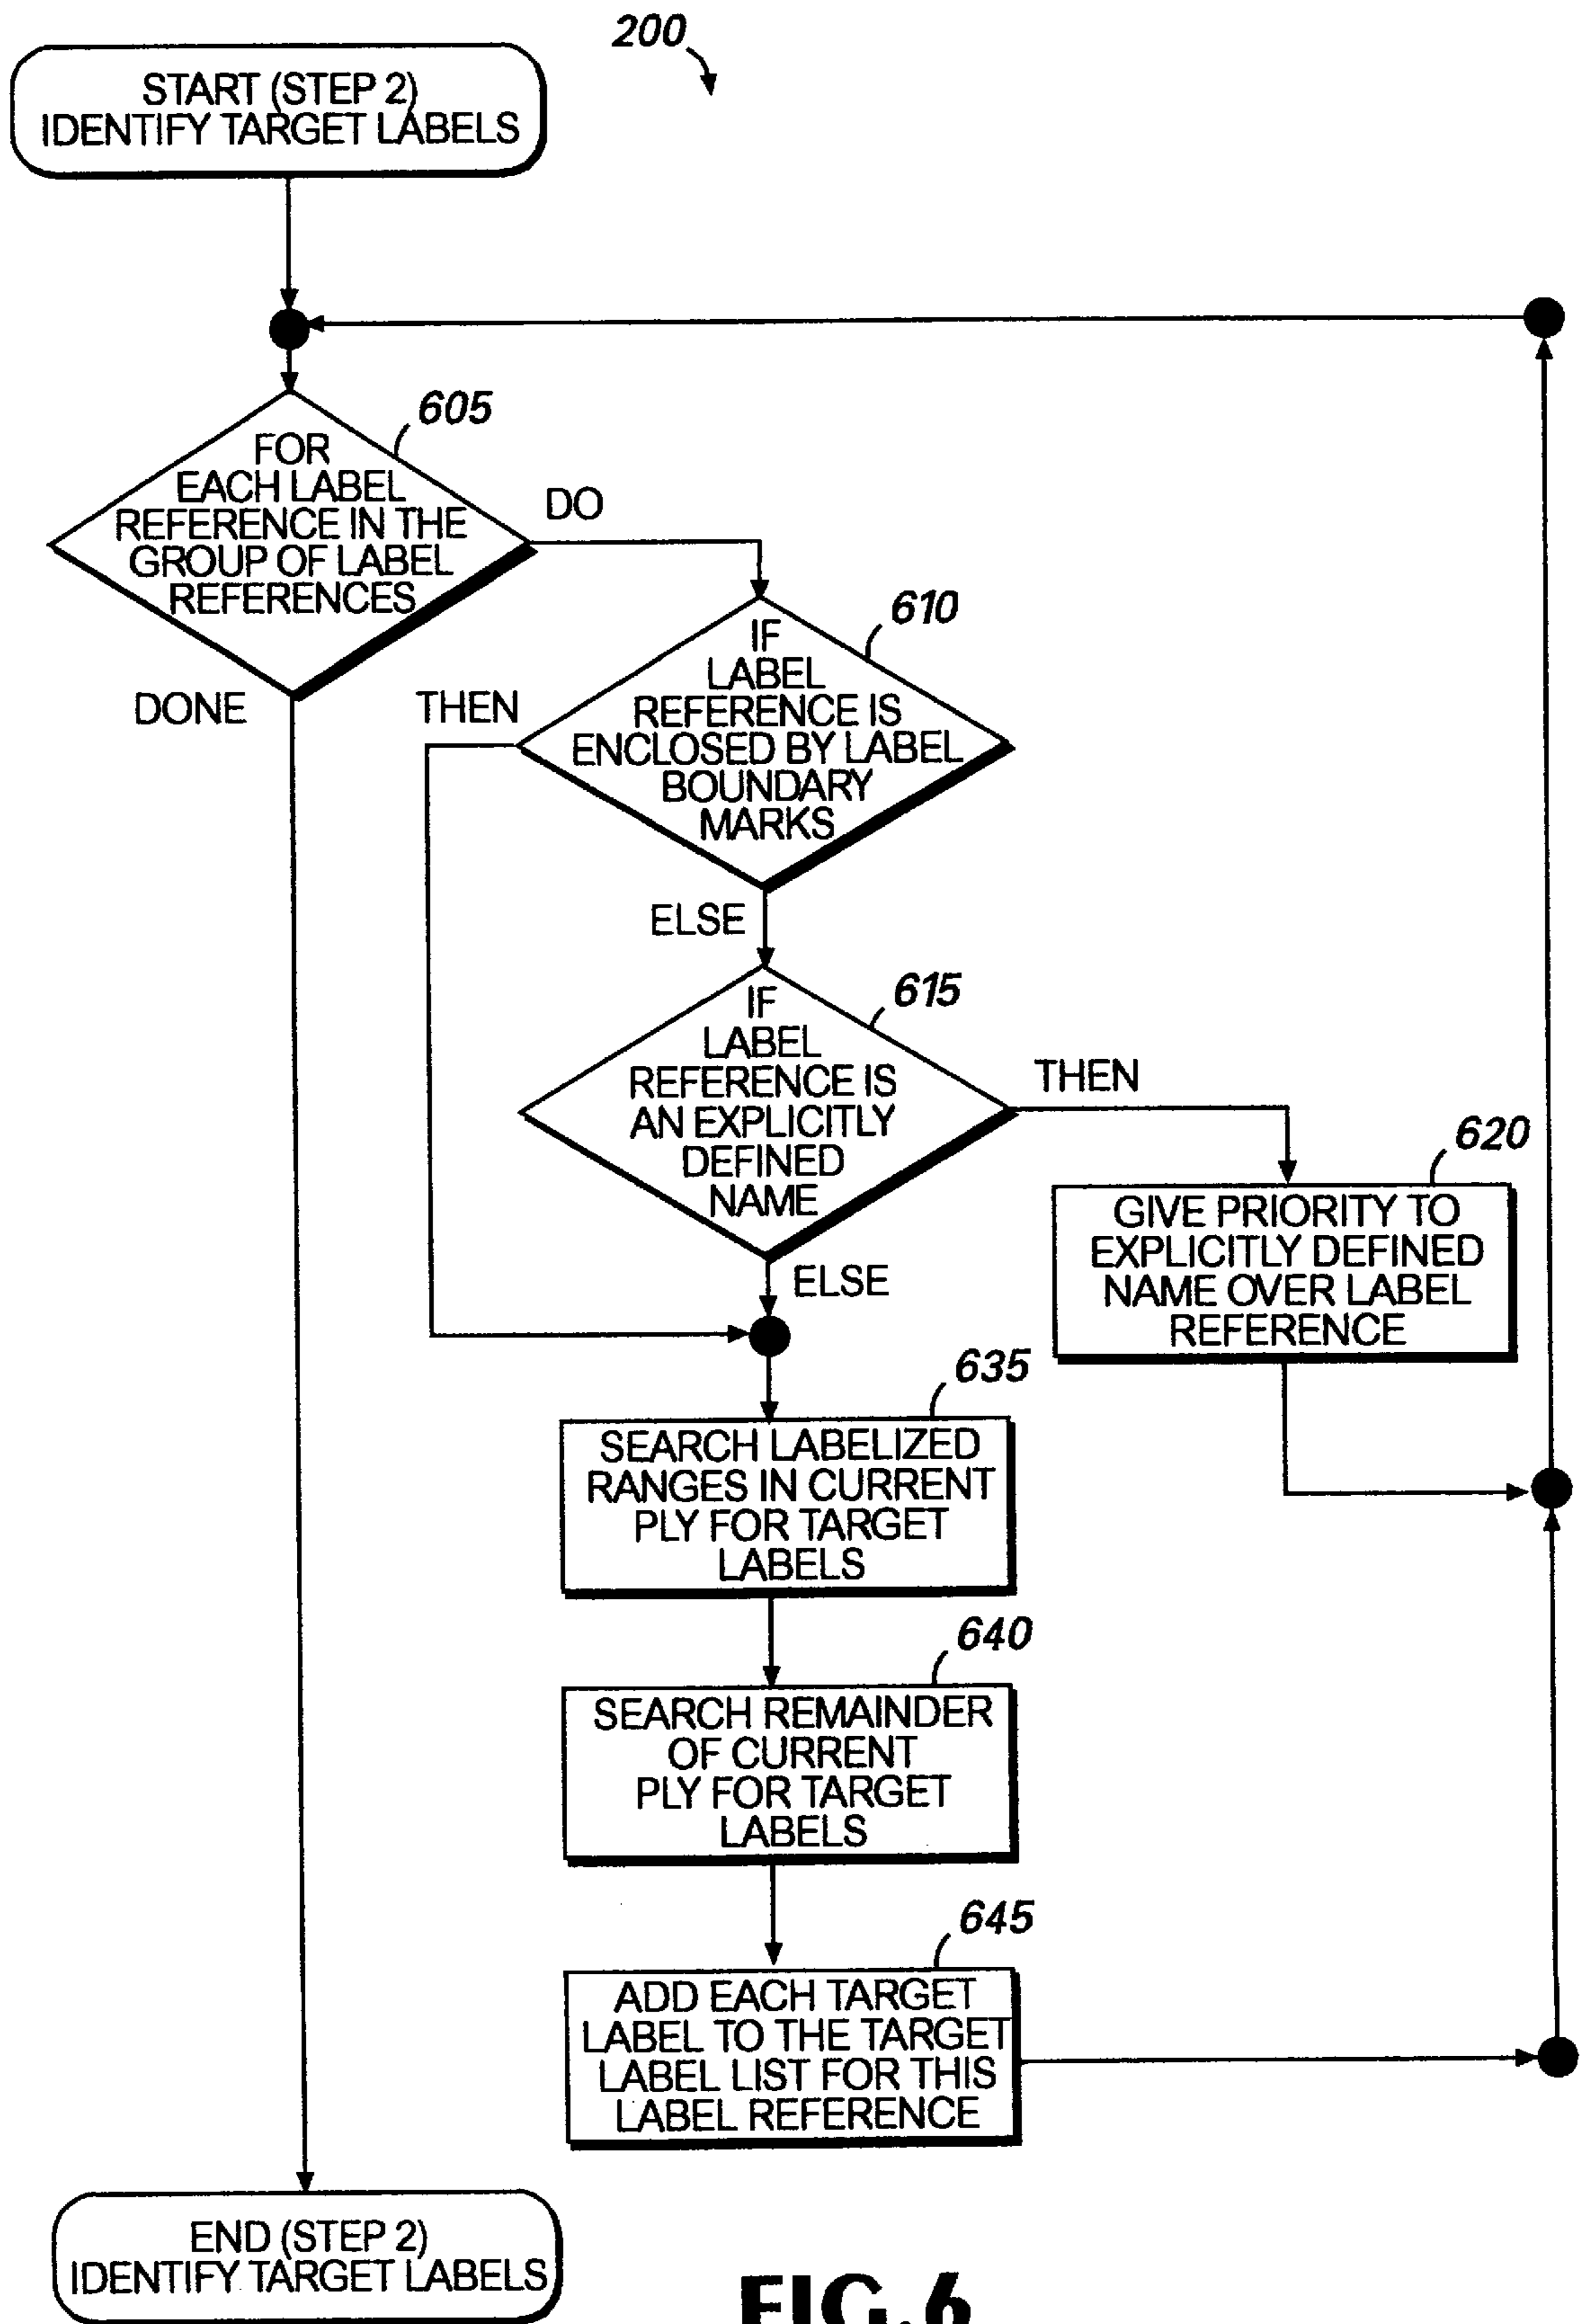 200
START (STEP 2)
IDENTIFY TARGET LABELS
605
FOR
EACH LABEL
REFERENCE IN THE
GROUP OF LABEL
REFERENCES
DO
DONE
610
IF
LABEL
REFERENCE IS
ENCLOSED BY LABEL
BOUNDARY
MARKS
THEN
ELSE
615
IF
LABEL
REFERENCE IS
AN EXPLICITLY
DEFINED
NAME
THEN
620
GIVE PRIORITY TO
EXPLICITLY DEFINED
NAME OVER LABEL
REFERENCE
ELSE
635
SEARCH LABELIZED
RANGES IN CURRENT
PLY FOR TARGET
LABELS
640
SEARCH REMAINDER
OF CURRENT
PLY FOR TARGET
LABELS
645
ADD EACH TARGET
LABEL TO THE TARGET
LABEL LIST FOR THIS
LABEL REFERENCE
END (STEP 2)
IDENTIFY TARGET LABELS
FIG.6